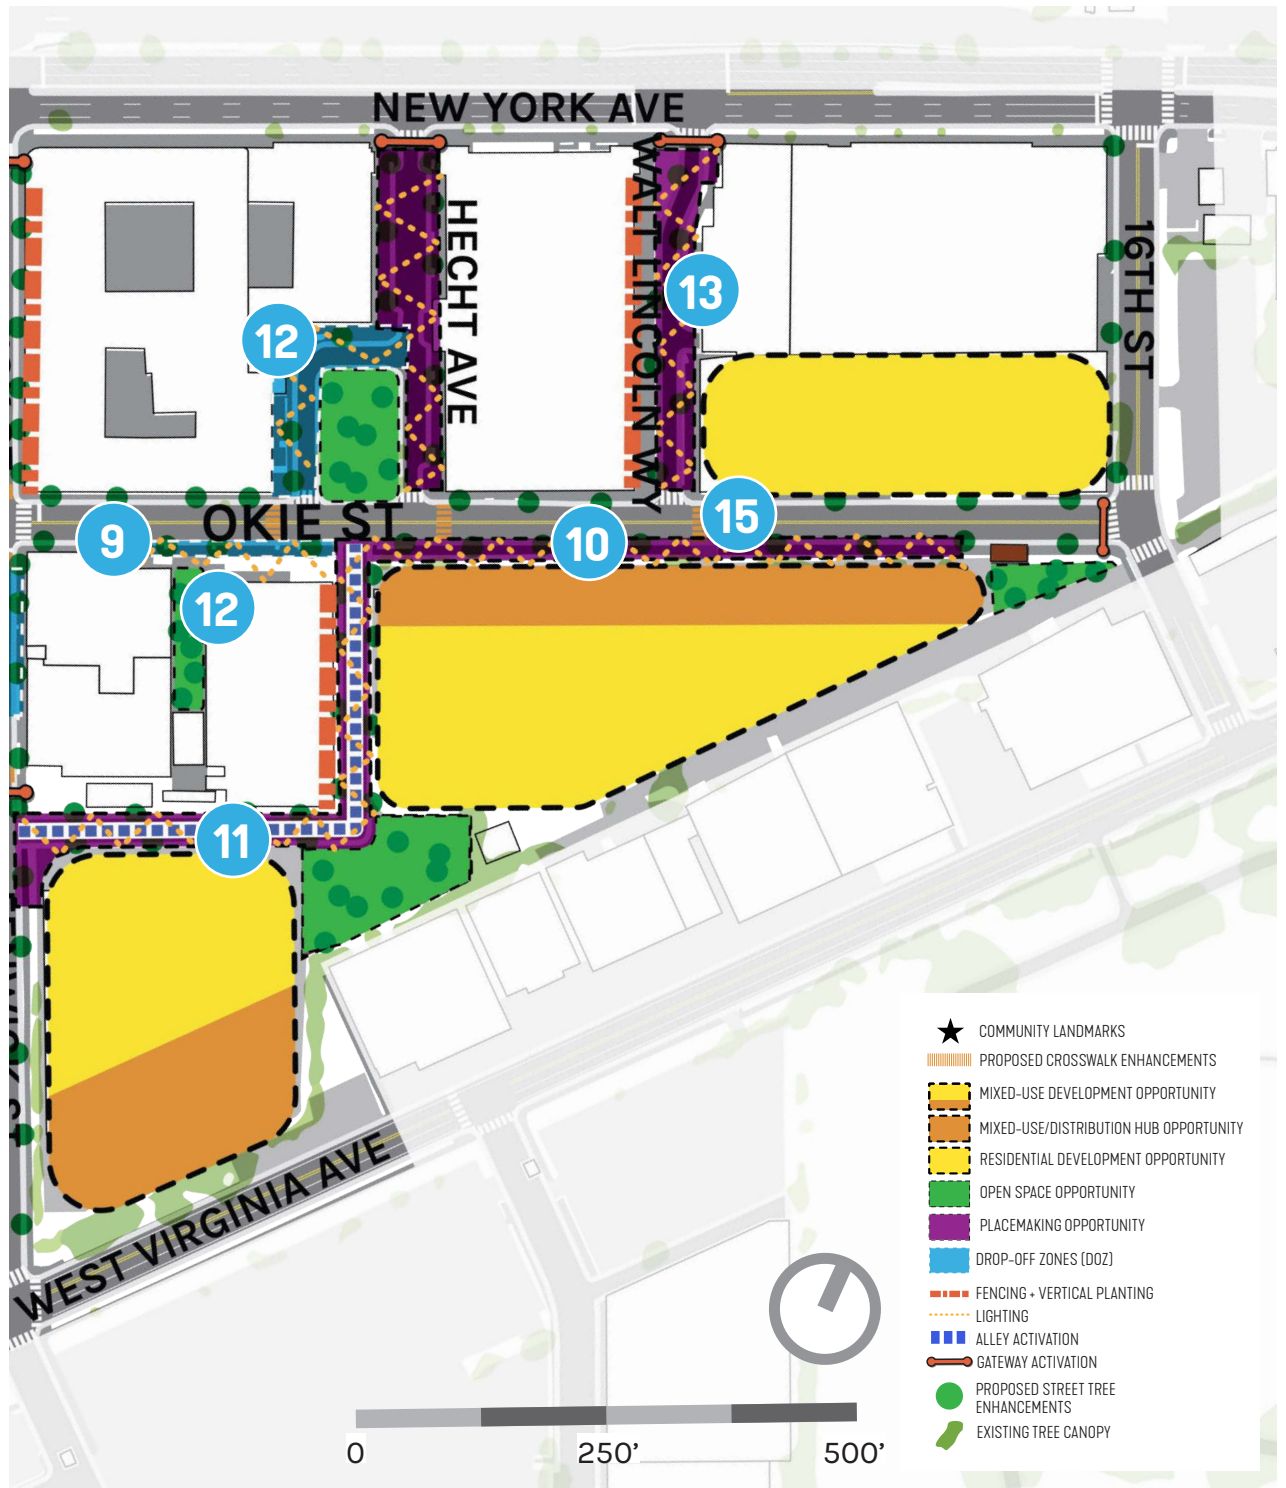 NEW YORK AVE
HECHT AVE
WALT LINCOLN WY
16TH ST
13
12
15
OKIE ST
9
10
12
11
WEST VIRGINIA AVE
COMMUNITY LANDMARKS
PROPOSED CROSSWALK ENHANCEMENTS
MIXED-USE DEVELOPMENT OPPORTUNITY
MIXED-USE/DISTRIBUTION HUB OPPORTUNITY
RESIDENTIAL DEVELOPMENT OPPORTUNITY
OPEN SPACE OPPORTUNITY
PLACEMAKING OPPORTUNITY
DROP-OFF ZONES (DOZ)
FENCING + VERTICAL PLANTING
LIGHTING
ALLEY ACTIVATION
GATEWAY ACTIVATION
PROPOSED STREET TREE
ENHANCEMENTS
EXISTING TREE CANOPY
0 250' 500'